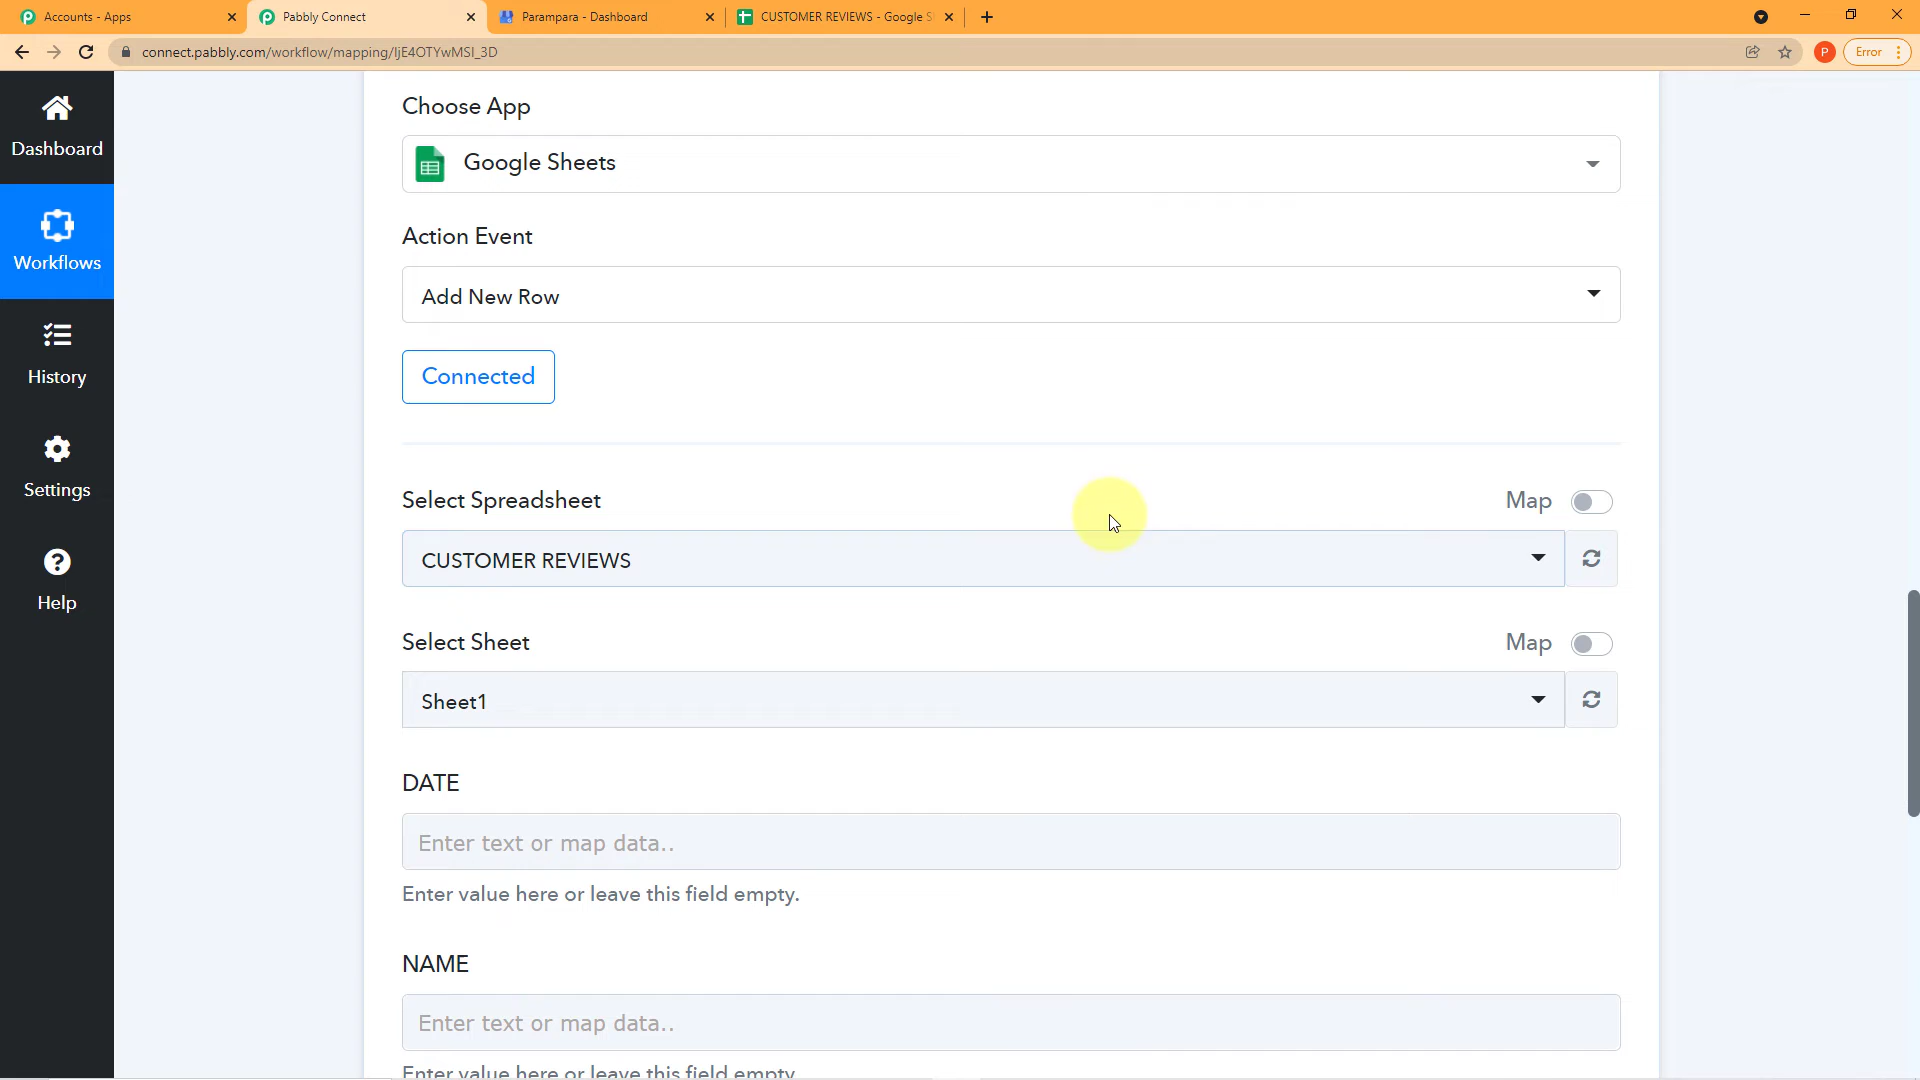 Accounts - Apps
Pabbly Connect
Parampara - Dashboard
CUSTOMER REVIEWS - Google S
connect.pabbly.com/workflow/mapping/IjE4OTYwMSI_3D
P
Error
Dashboard
Workflows
History
Settings
Help
Choose App
Google Sheets
Action Event
Add New Row
Connected
Select Spreadsheet
Map
CUSTOMER REVIEWS
Select Sheet
Map
Sheet1
DATE
Enter text or map data..
Enter value here or leave this field empty.
NAME
Enter text or map data..
Enter value here or leave this field empty.